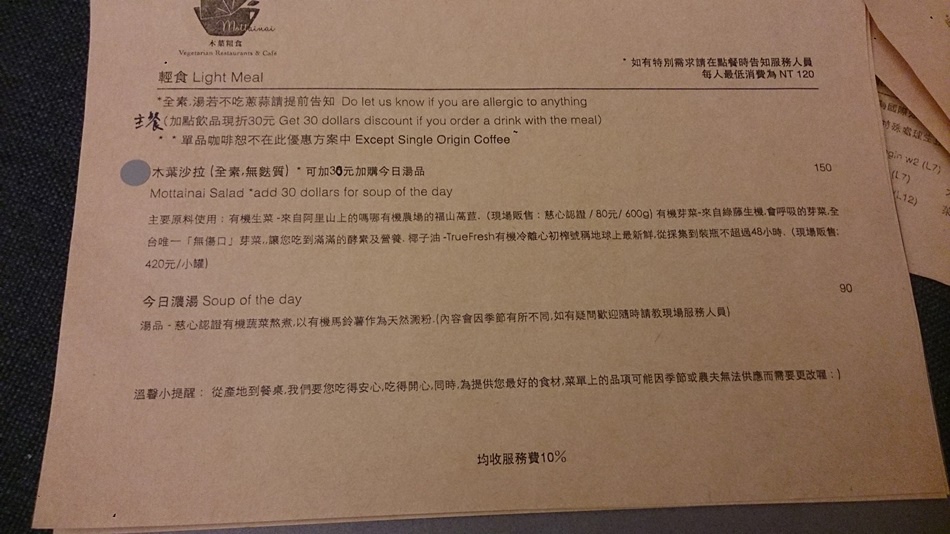 Mottainai
木葉粗食
Vegetarian Restaurants & Cafe
* 如有特別需求請在點餐時告知服務人員
每人最低消費為 NT 120
輕食 Light Meal
*全素.湯若不吃蔥蒜請提前告知 Do let us know if you are allergic to anything
主餐 (加點飲品現折30元 Get 30 dollars discount if you order a drink with the meal)
* * 單品咖啡恕不在此優惠方案中 Except Single Origin Coffee
木葉沙拉 (全素,無麩質) * 可加30元加購今日湯品 150
Mottainai Salad *add 30 dollars for soup of the day
主要原料使用：有機生菜-來自阿里山上的嗎哪有機農場的福山萵苣. (現場販售：慈心認證 / 80元/ 600g) 有機芽菜-來自綠藤生機,會呼吸的芽菜,全
台唯一「無傷口」芽菜.,讓您吃到滿滿的酵素及營養. 椰子油-TrueFresh有機冷離心初榨號稱地球上最新鮮,從採集到裝瓶不超過48小時. (現場販售:
420元/小罐)
今日濃湯 Soup of the day 90
湯品 - 慈心認證有機蔬菜熬煮,以有機馬鈴薯作為天然澱粉.(內容會因季節有所不同,如有疑問歡迎隨時請教現場服務人員)
溫馨小提醒： 從產地到餐桌,我們要您吃得安心,吃得開心,同時,為提供您最好的食材,菜單上的品項可能因季節或農夫無法供應而需要更改喔：)
均收服務費10%
gin w2 (L7)
(L7)
L12)